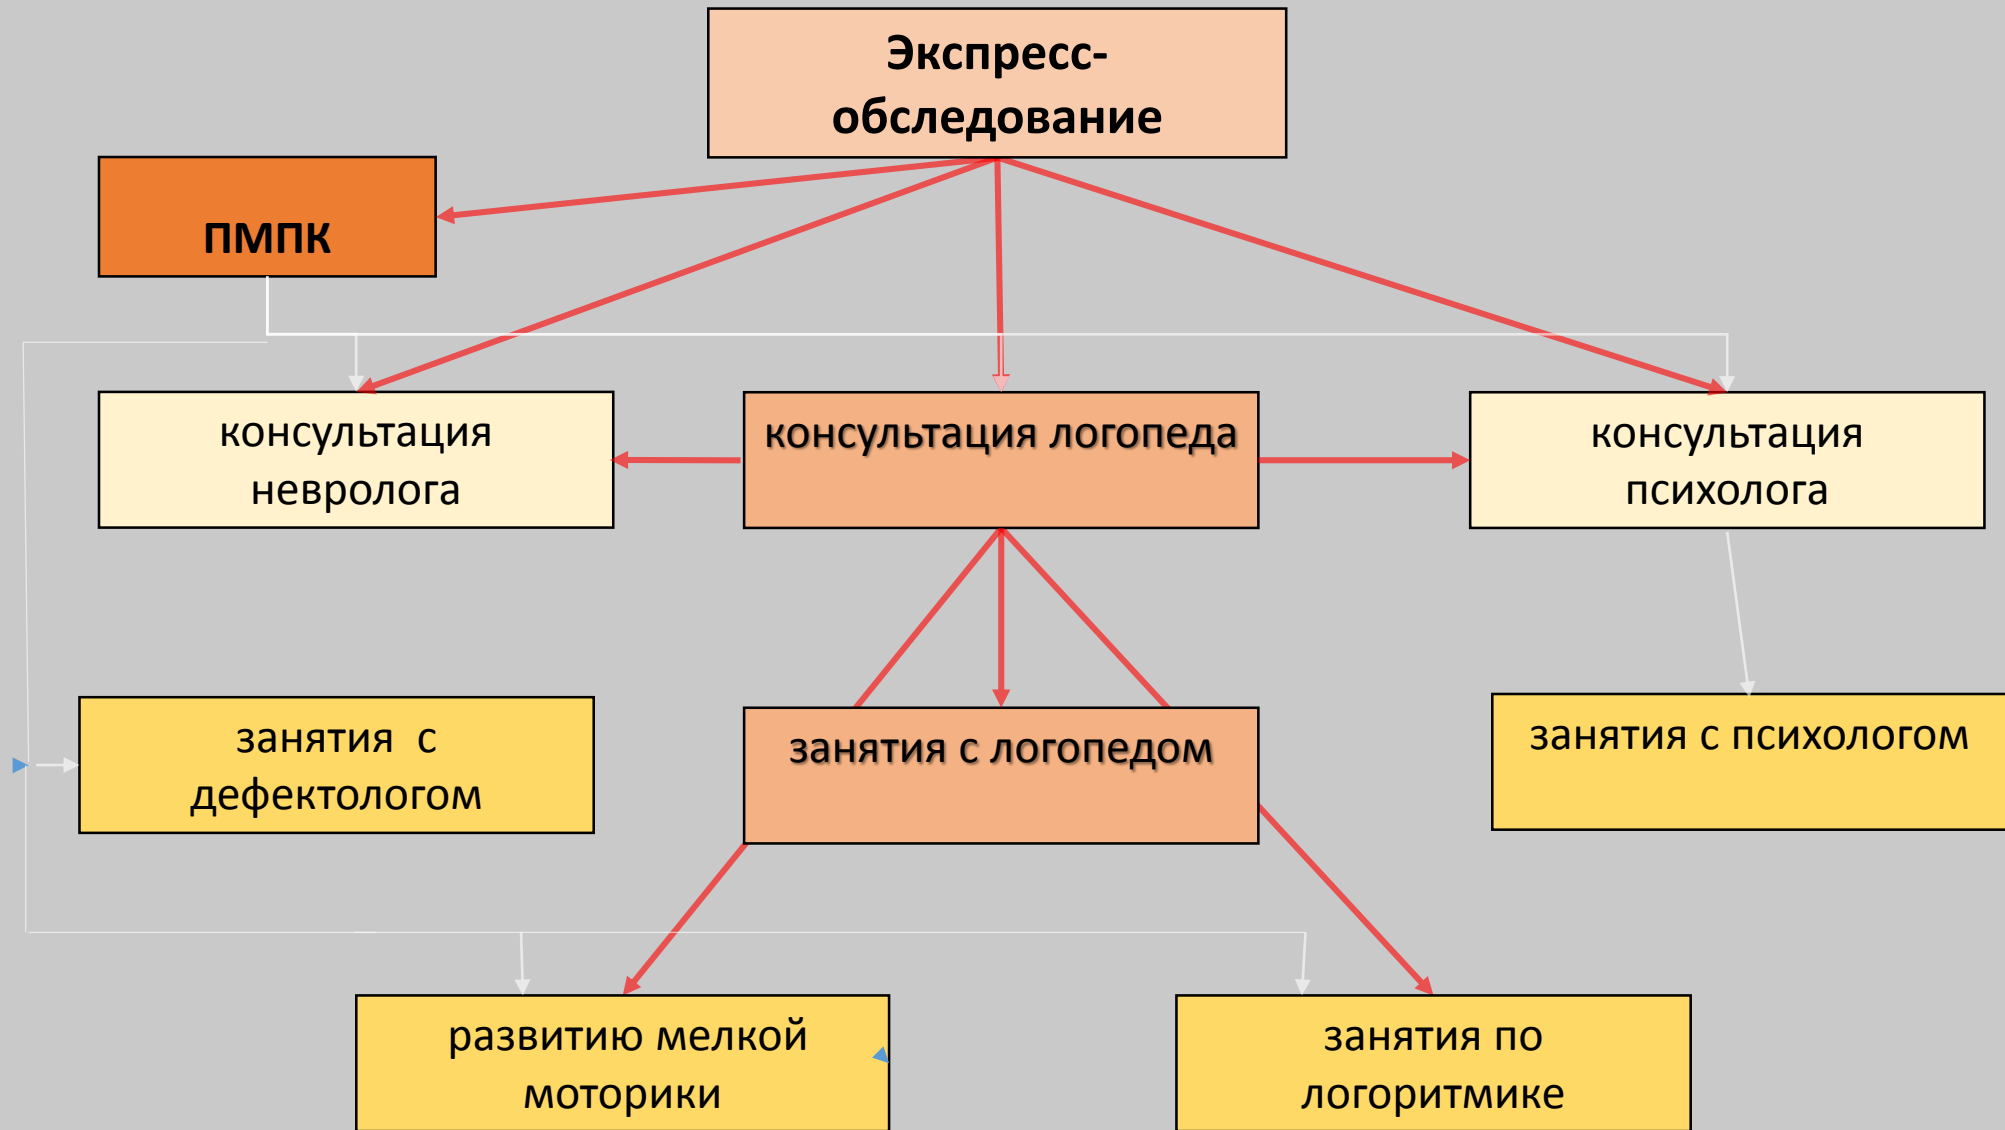 Экспресс-
обследование
ПМПК
консультация
невролога
консультация логопеда
консультация
психолога
занятия с
дефектологом
занятия с логопедом
занятия с психологом
развитию мелкой
моторики
занятия по
логоритмике